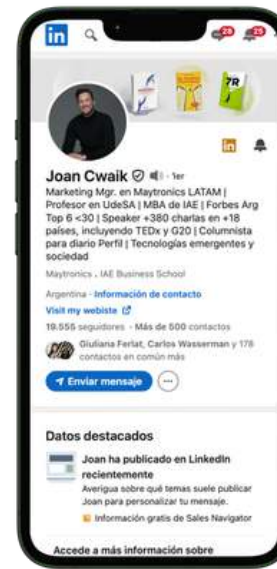 in
28
25
7R
in
Joan Cwaik · 1er
Marketing Mgr. en Maytronics LATAM |
Profesor en UdeSA | MBA de IAE | Forbes Arg
Top 6 <30 | Speaker +380 charlas en +18
países, incluyendo TEDx y G20 | Columnista
para diario Perfil | Tecnologías emergentes y
sociedad
Maytronics . IAE Business School
Argentina · Información de contacto
Visit my webiste
19.555 seguidores · Más de 500 contactos
Giuliana Ferlat, Carlos Wasserman y 178
contactos en común más
Enviar mensaje
Datos destacados
Joan ha publicado en LinkedIn
recientemente
Averigua sobre qué temas suele publicar
Joan para personalizar tu mensaje.
Información gratis de Sales Navigator
Accede a más información sobre